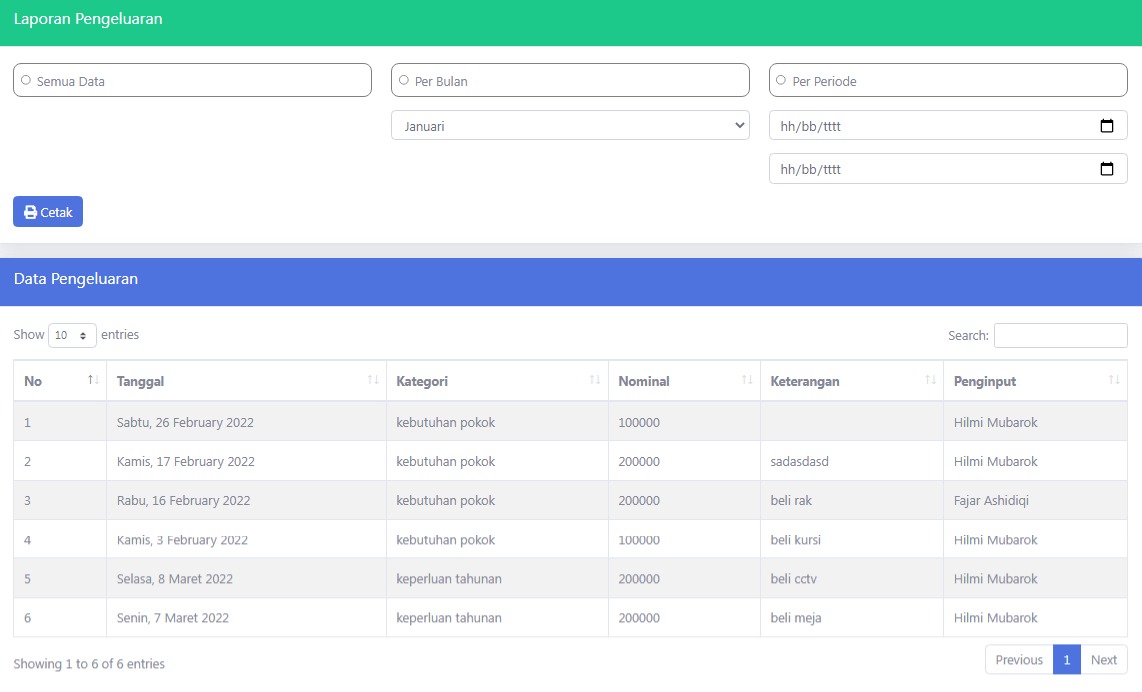 Laporan Pengeluaran
Semua Data Per Bulan Per Periode
Januari hh/bb/tttt
hh/bb/tttt
Cetak
Data Pengeluaran
Show 10 entries Search:
No Tanggal Kategori Nominal Keterangan Penginput
1 Sabtu, 26 February 2022 kebutuhan pokok 100000 Hilmi Mubarok
2 Kamis, 17 February 2022 kebutuhan pokok 200000 sadasdasd Hilmi Mubarok
3 Rabu, 16 February 2022 kebutuhan pokok 200000 beli rak Fajar Ashidiqi
4 Kamis, 3 February 2022 kebutuhan pokok 100000 beli kursi Hilmi Mubarok
5 Selasa, 8 Maret 2022 keperluan tahunan 200000 beli cctv Hilmi Mubarok
6 Senin, 7 Maret 2022 keperluan tahunan 200000 beli meja Hilmi Mubarok
Showing 1 to 6 of 6 entries Previous 1 Next